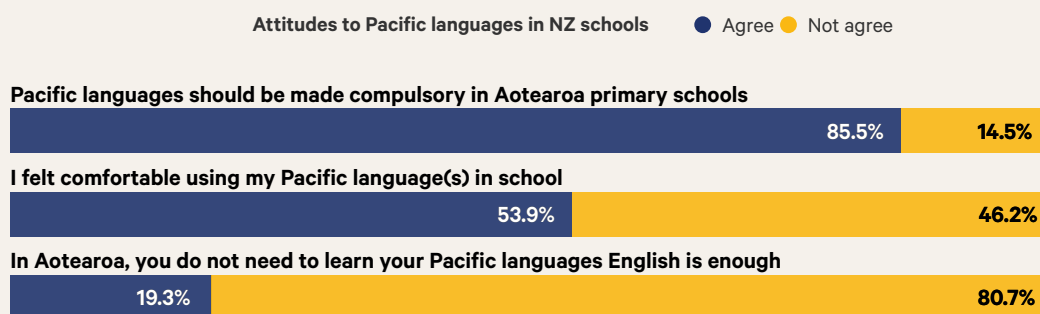 Attitudes to Pacific languages in NZ schools Agree Not agree
Pacific languages should be made compulsory in Aotearoa primary schools
85.5% 14.5%
I felt comfortable using my Pacific language(s) in school
53.9% 46.2%
In Aotearoa, you do not need to learn your Pacific languages English is enough
19.3% 80.7%